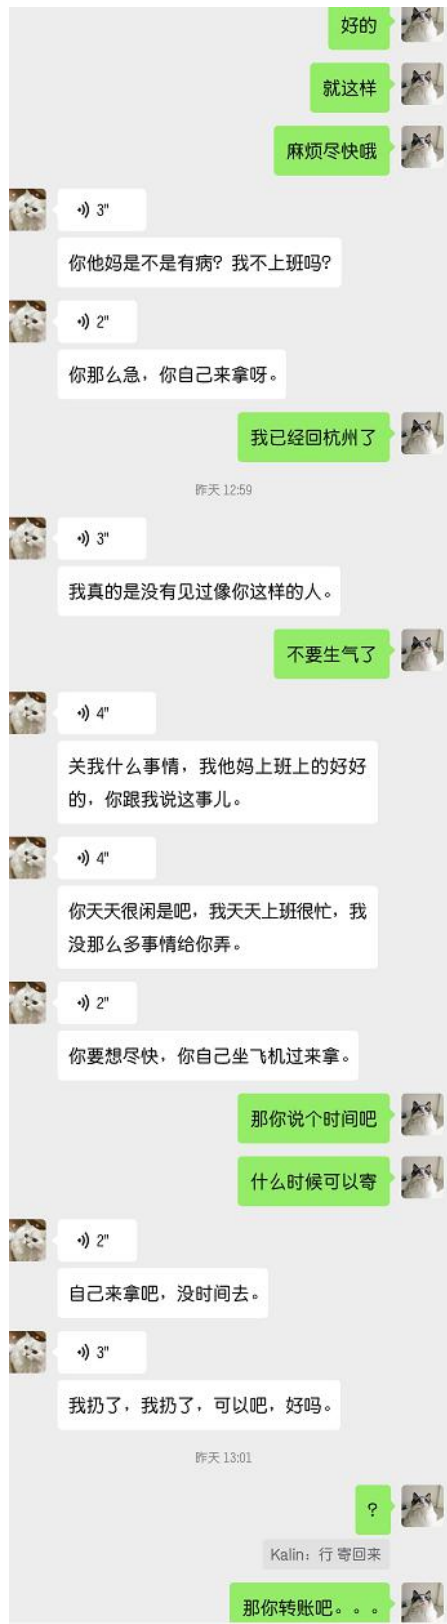 好的
就这样
麻烦尽快哦
3"
你他妈是不是有病？我不上班吗？
2"
你那么急，你自己来拿呀。
我已经回杭州了
昨天 12:59
3"
我真的是没有见过像你这样的人。
不要生气了
4"
关我什么事情，我他妈上班上的好好
的，你跟我说这事儿。
4"
你天天很闲是吧，我天天上班很忙，我
没那么多事情给你弄。
2"
你要想尽快，你自己坐飞机过来拿。
那你说个时间吧
什么时候可以寄
2"
自己来拿吧，没时间去。
3"
我扔了，我扔了，可以吧，好吗。
昨天 13:01
？
Kalin：行 寄回来
那你转账吧。。。